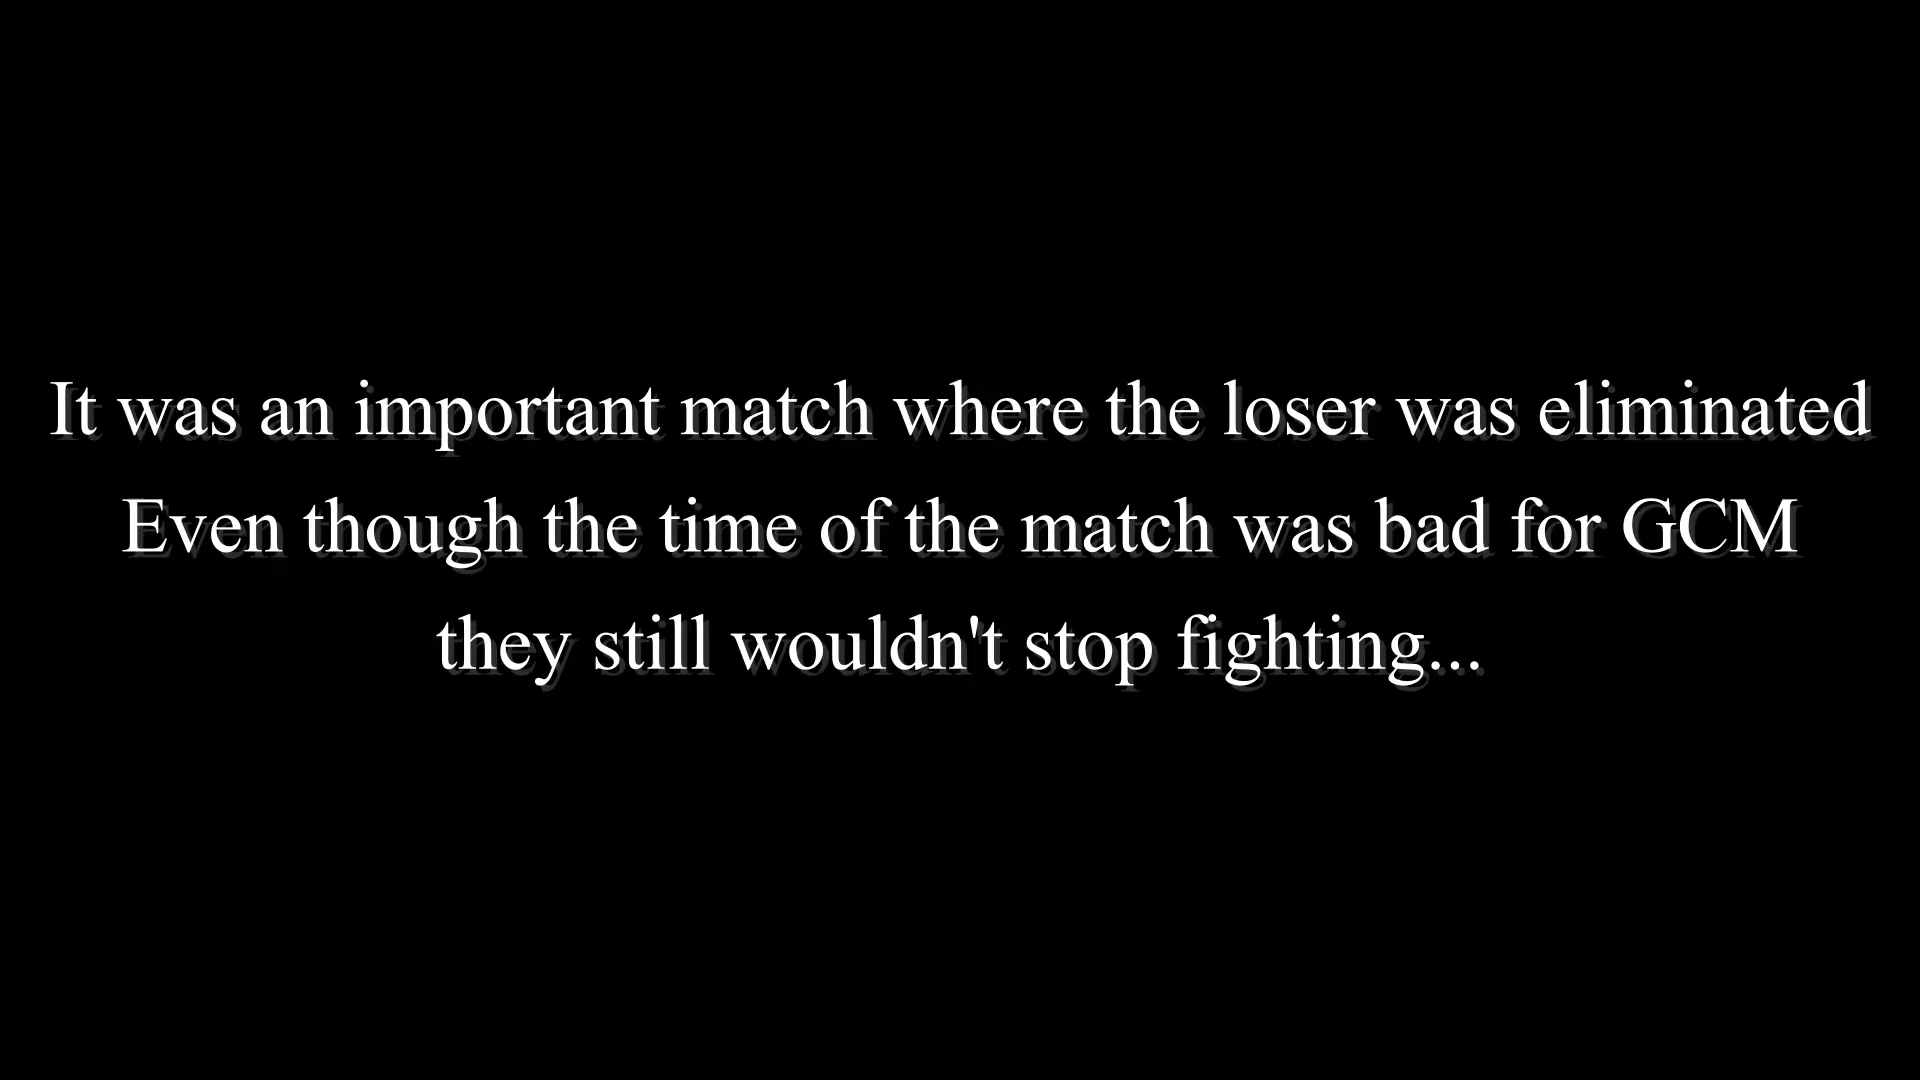 It was an important match where the loser was eliminated
Even though the time of the match was bad for GCM
they still wouldn't stop fighting...